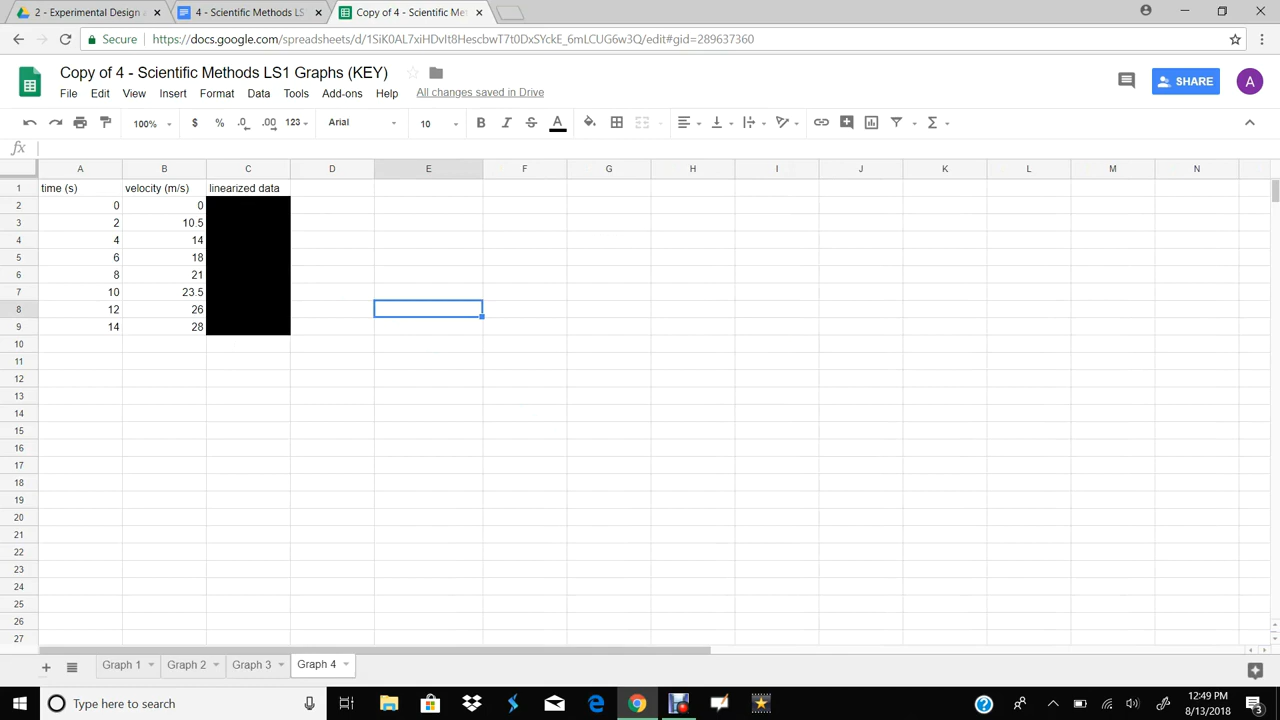 2 - Experimental Design
4 - Scientific Methods LS
Copy of 4 - Scientific Me
Secure
https://docs.google.com/spreadsheets/d/1SiK0AL7xiHDvIt8HescbwT7t0DxSYckE_6mLCUG6w3Q/edit#gid=289637360
Copy of 4 - Scientific Methods LS1 Graphs (KEY)
SHARE
A
File Edit View Insert Format Data Tools Add-ons Help All changes saved in Drive
100% $ % .0 .00 123 Arial 10 B I S A Σ
fx
A B C D E F G H I J K L M N
1 time (s) velocity (m/s) linearized data
2 0 0
3 2 10.5
4 4 14
5 6 18
6 8 21
7 10 23.5
8 12 26
9 14 28
10
11
12
13
14
15
16
17
18
19
20
21
22
23
24
25
26
27
Graph 1 Graph 2 Graph 3 Graph 4
Type here to search
12:49 PM
8/13/2018
3